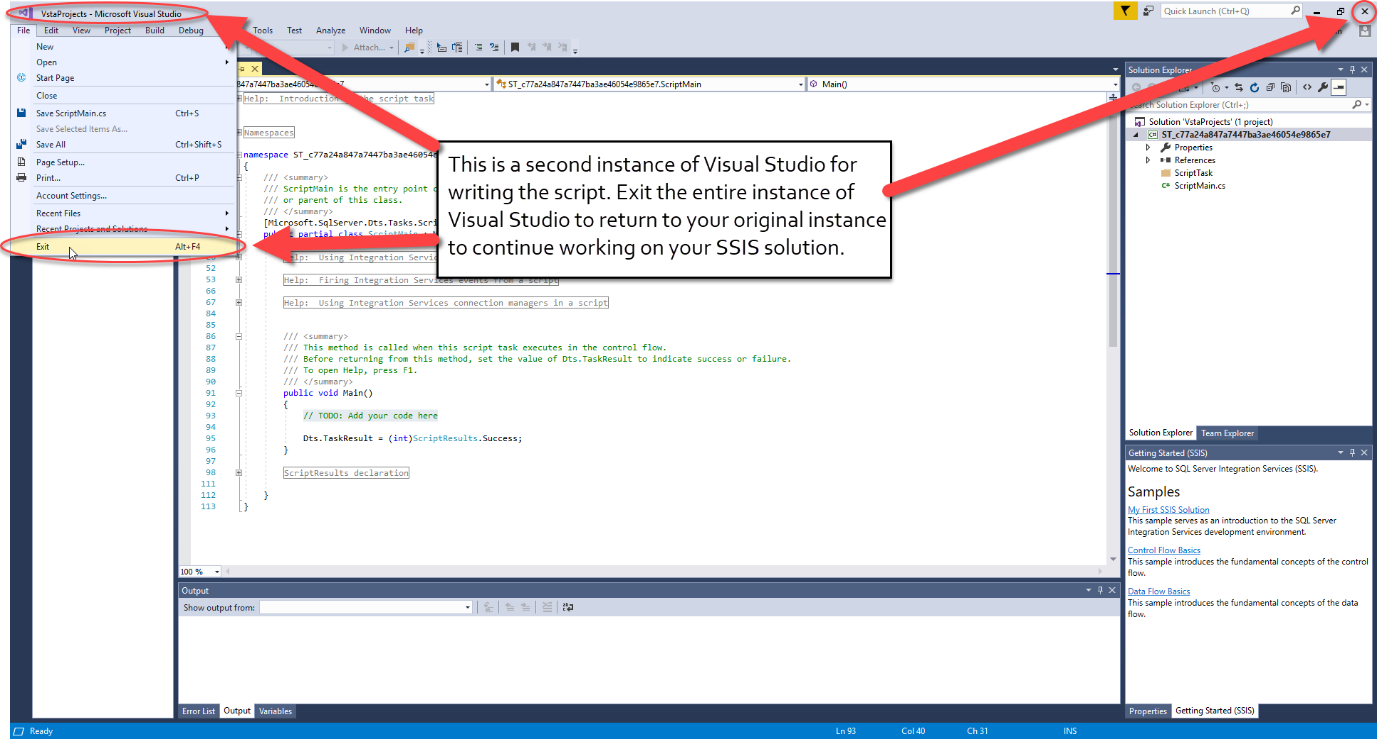 VstaProjects - Microsoft Visual Studio
Quick Launch (Ctrl+Q)
File Edit View Project Build Debug Tools Test Analyze Window Help
Attach...
New
Open
Start Page
Close
Save ScriptMain.cs Ctrl+S
Save Selected Items As...
Save All Ctrl+Shift+S
Page Setup...
Print... Ctrl+P
Account Settings...
Recent Files
Recent Projects and Solutions
Exit Alt+F4
ST_c77a24a847a7447ba3ae46054e9865e7.ScriptMain
Main()
Help: Introduction the script task
Namespaces
namespace ST_c77a24a847a7447ba3ae46054e
{
/// <summary>
/// ScriptMain is the entry point
/// or parent of this class.
/// </summary>
[Microsoft.SqlServer.Dts.Tasks.Scri
partial class ScriptMain
This is a second instance of Visual Studio for
writing the script. Exit the entire instance of
Visual Studio to return to your original instance
to continue working on your SSIS solution.
Help: Using Integration Servic
52
53 Help: Firing Integration Services events from a script
66
67 Help: Using Integration Services connection managers in a script
84
85
86 /// <summary>
87 /// This method is called when this script task executes in the control flow.
88 /// Before returning from this method, set the value of Dts.TaskResult to indicate success or failure.
89 /// To open Help, press F1.
90 /// </summary>
91 public void Main()
92 {
93 // TODO: Add your code here
94
95 Dts.TaskResult = (int)ScriptResults.Success;
96 }
97
98 ScriptResults declaration
111
112 }
113 }
100 %
Output
Show output from:
Error List Output Variables
Solution Explorer
Search Solution Explorer (Ctrl+;)
Solution 'VstaProjects' (1 project)
ST_c77a24a847a7447ba3ae46054e9865e7
Properties
References
ScriptTask
ScriptMain.cs
Solution Explorer Team Explorer
Getting Started (SSIS)
Welcome to SQL Server Integration Services (SSIS).
Samples
My First SSIS Solution
This sample serves as an introduction to the SQL Server
Integration Services development environment.
Control Flow Basics
This sample introduces the fundamental concepts of the control
flow.
Data Flow Basics
This sample introduces the fundamental concepts of the data
flow.
Properties Getting Started (SSIS)
Ready Ln 93 Col 40 Ch 31 INS